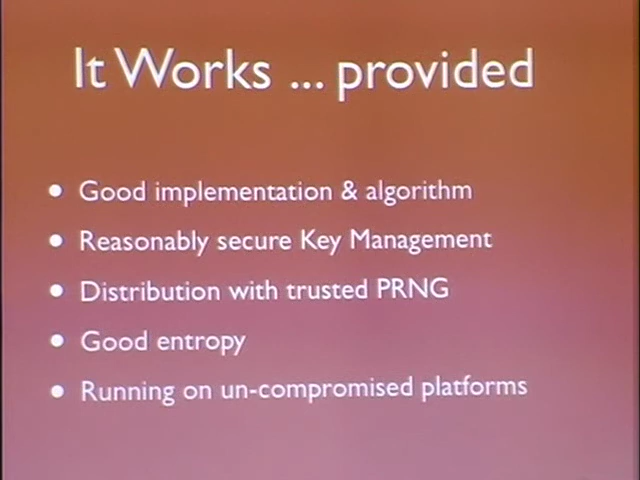 It Works ... provided
Good implementation & algorithm
Reasonably secure Key Management
Distribution with trusted PRNG
Good entropy
Running on un-compromised platforms